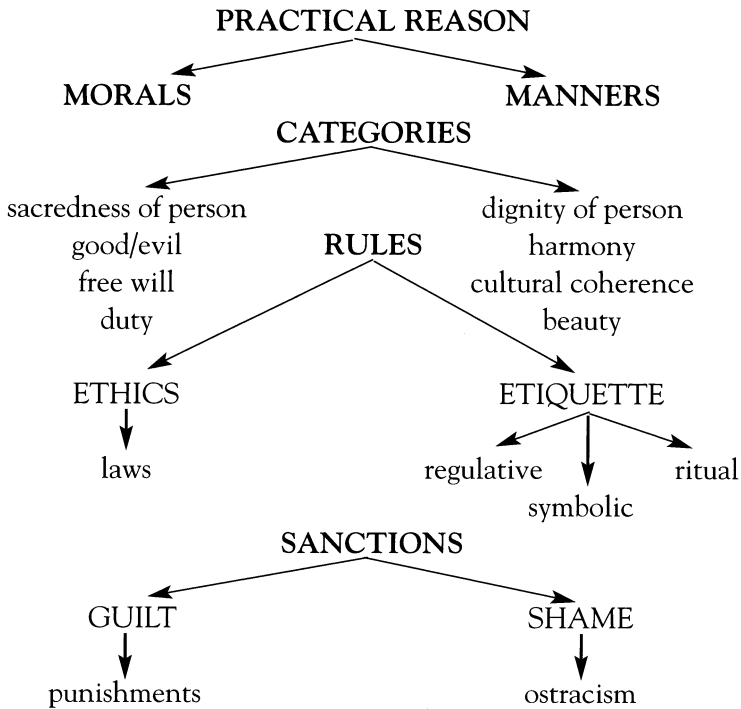 PRACTICAL REASON
MORALS
MANNERS
CATEGORIES
sacredness of person
good/evil
free will
duty
dignity of person
harmony
cultural coherence
beauty
RULES
ETHICS
laws
ETIQUETTE
regulative
symbolic
ritual
SANCTIONS
GUILT
punishments
SHAME
ostracism